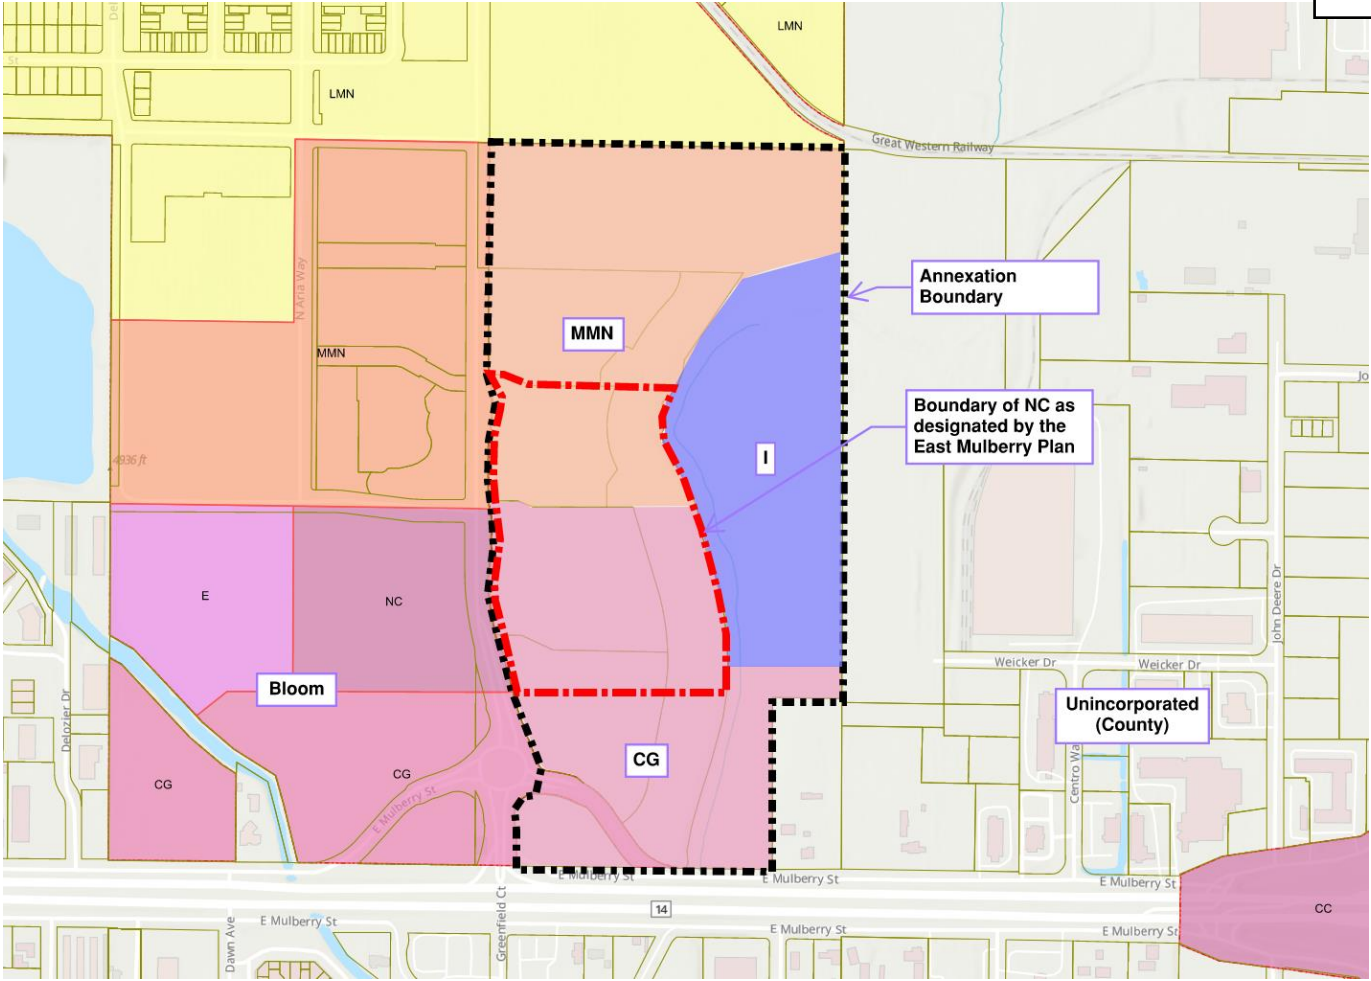 LMN
LMN
Great Western Railway
N Aria Way
Annexation
Boundary
MMN
MMN
Boundary of NC as
designated by the
East Mulberry Plan
4936 ft
I
E
NC
John Deere Dr
Weicker Dr
Weicker Dr
Bloom
Unincorporated
(County)
Delozier Dr
CG
CG
CG
E Mulberry St
E Mulberry St
E Mulberry St
E Mulberry St
14
CC
E Mulberry St
E Mulberry St
E Mulberry St
Dawn Ave
Greenfield Ct